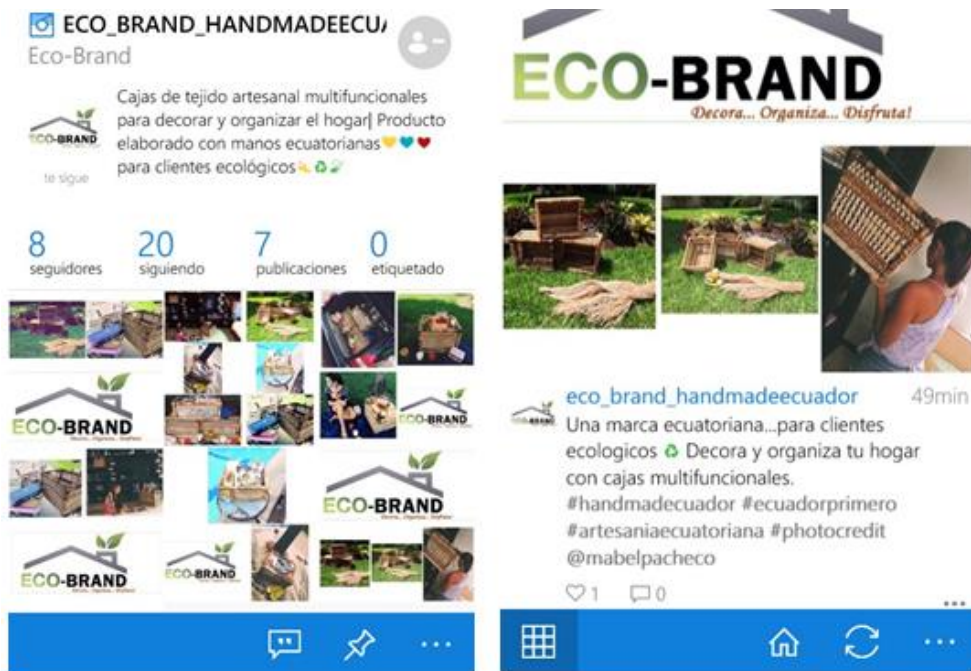 ECO_BRAND_HANDMADEECU
Eco-Brand
Cajas de tejido artesanal multifuncionales
para decorar y organizar el hogar| Producto
elaborado con manos ecuatorianas💛💙❤
para clientes ecológicos💫♻🍃
ECO-BRAND
te sigue
8 20 7 0
seguidores siguiendo publicaciones etiquetado
ECO-BRAND
ECO-BRAND
ECO-BRAND
ECO-BRAND
ECO-BRAND
ECO-BRAND
Decora... Organiza... Disfruta!
eco_brand_handmadeecuador 49min
Una marca ecuatoriana...para clientes
ecologicos ♻ Decora y organiza tu hogar
con cajas multifuncionales.
#handmadecuador #ecuadorprimero
#artesaniaecuatoriana #photocredit
@mabelpacheco
1 0